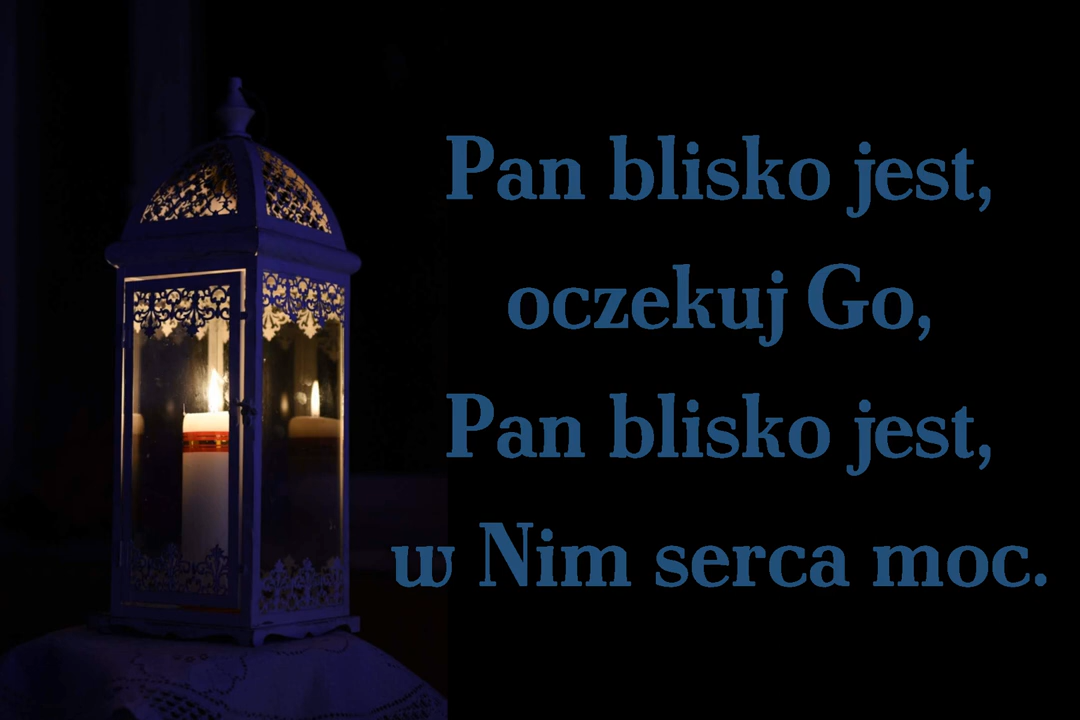 Pan blisko jest,
oczekuj Go,
Pan blisko jest,
w Nim serca moc.